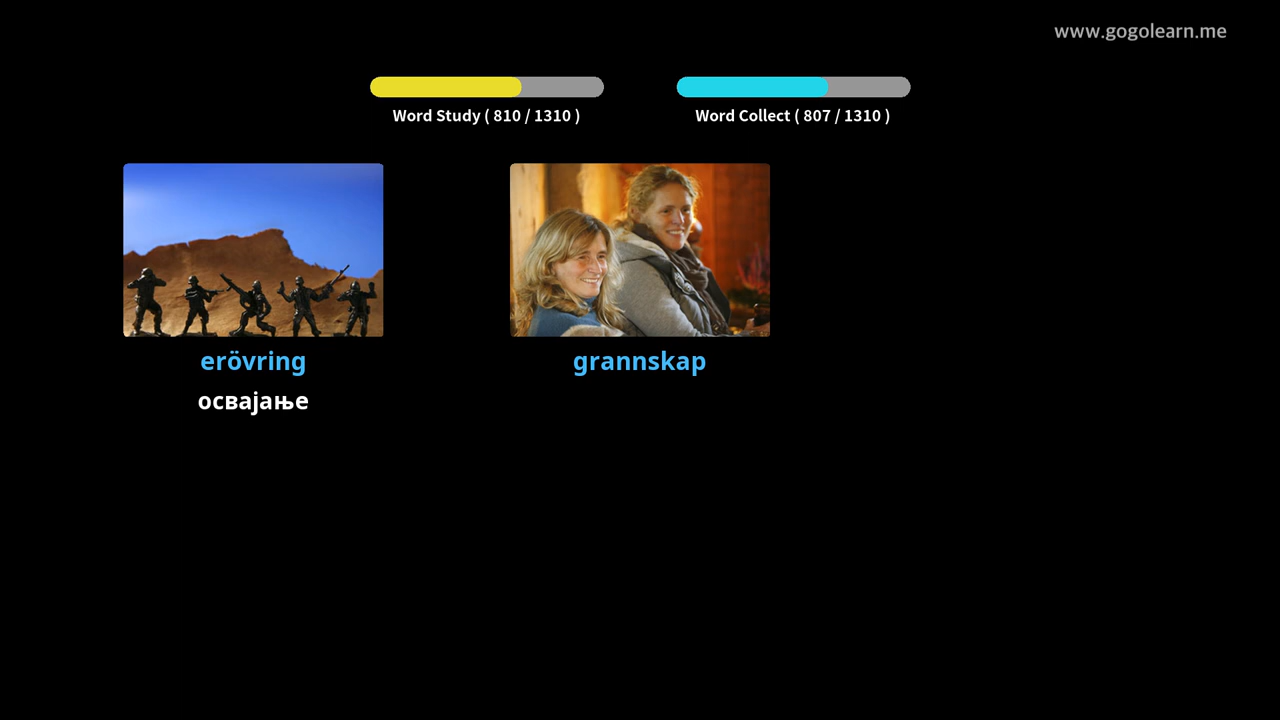 www.gogolearn.me
Word Study ( 810 / 1310 )
Word Collect ( 807 / 1310 )
erövring
освајање
grannskap